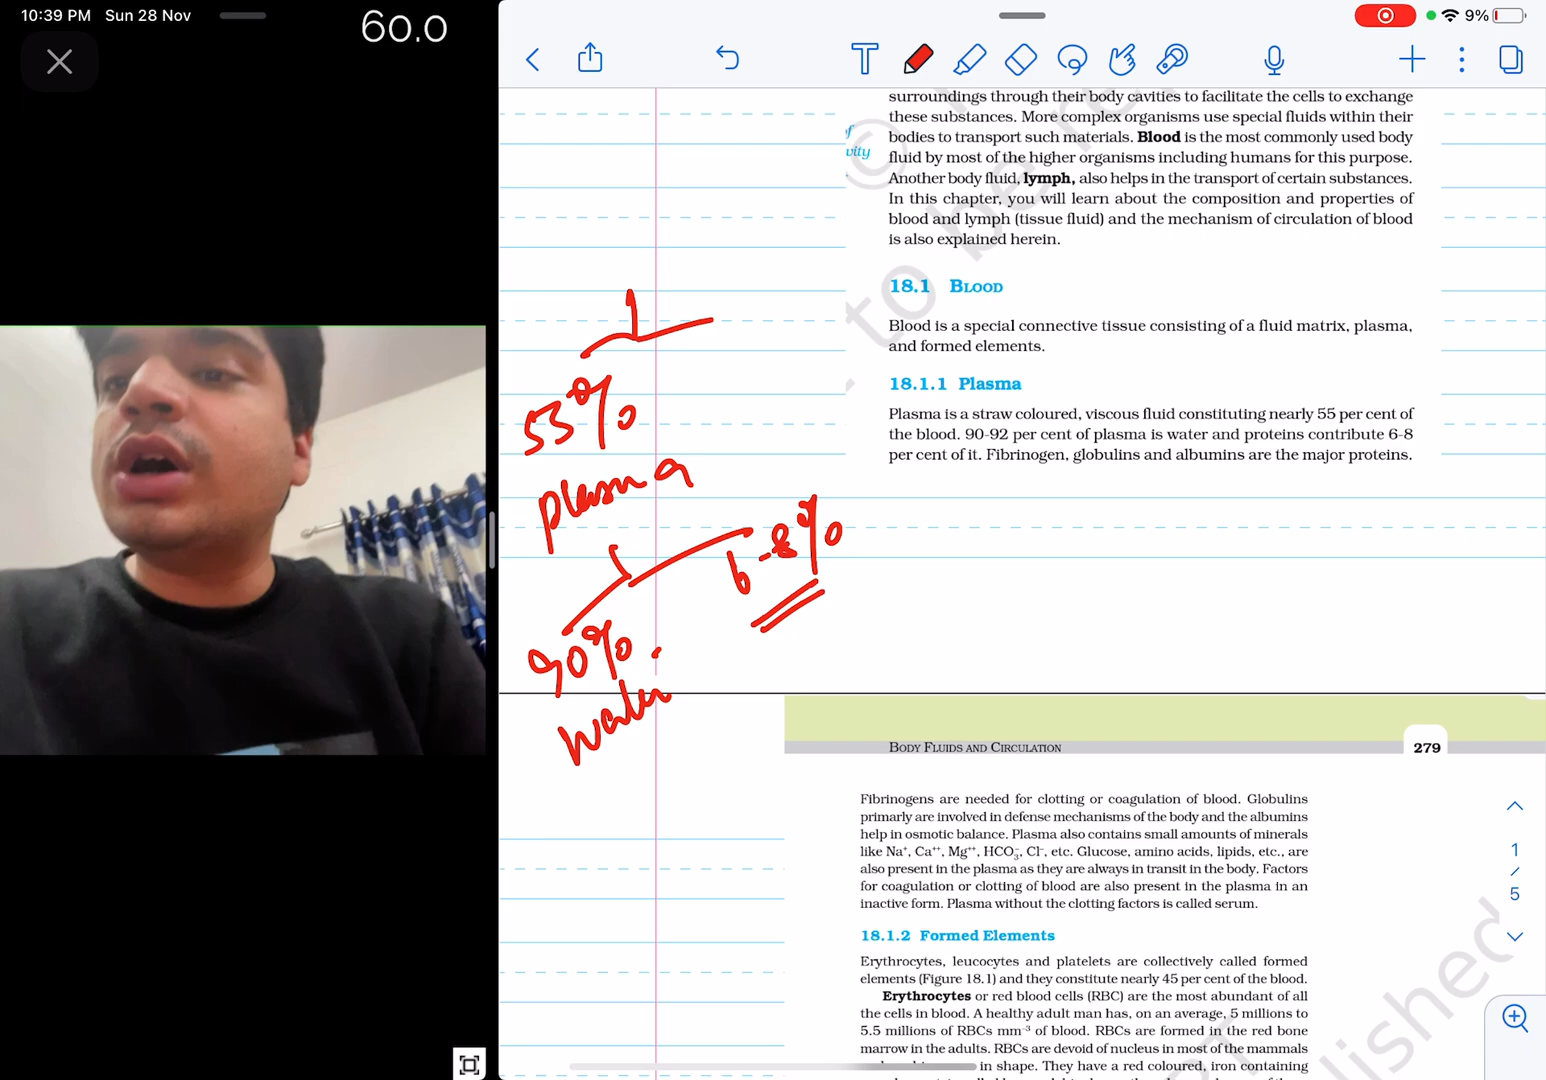 10:39 PM Sun 28 Nov
60.0
9%
T
surroundings through their body cavities to facilitate the cells to exchange
these substances. More complex organisms use special fluids within their
bodies to transport such materials. Blood is the most commonly used body
fluid by most of the higher organisms including humans for this purpose.
Another body fluid, lymph, also helps in the transport of certain substances.
In this chapter, you will learn about the composition and properties of
blood and lymph (tissue fluid) and the mechanism of circulation of blood
is also explained herein.
of
vity
18.1 BLOOD
Blood is a special connective tissue consisting of a fluid matrix, plasma,
and formed elements.
18.1.1 Plasma
Plasma is a straw coloured, viscous fluid constituting nearly 55 per cent of
the blood. 90-92 per cent of plasma is water and proteins contribute 6-8
per cent of it. Fibrinogen, globulins and albumins are the major proteins.
55%
plasma
6-8%
90%
water
BODY FLUIDS AND CIRCULATION
279
Fibrinogens are needed for clotting or coagulation of blood. Globulins
primarily are involved in defense mechanisms of the body and the albumins
help in osmotic balance. Plasma also contains small amounts of minerals
like Na⁺, Ca⁺⁺, Mg⁺⁺, HCO₃⁻, Cl⁻, etc. Glucose, amino acids, lipids, etc., are
also present in the plasma as they are always in transit in the body. Factors
for coagulation or clotting of blood are also present in the plasma in an
inactive form. Plasma without the clotting factors is called serum.
18.1.2 Formed Elements
Erythrocytes, leucocytes and platelets are collectively called formed
elements (Figure 18.1) and they constitute nearly 45 per cent of the blood.
Erythrocytes or red blood cells (RBC) are the most abundant of all
the cells in blood. A healthy adult man has, on an average, 5 millions to
5.5 millions of RBCs mm⁻³ of blood. RBCs are formed in the red bone
marrow in the adults. RBCs are devoid of nucleus in most of the mammals
in shape. They have a red coloured, iron containing
1
/
5
© 
to be re
lished